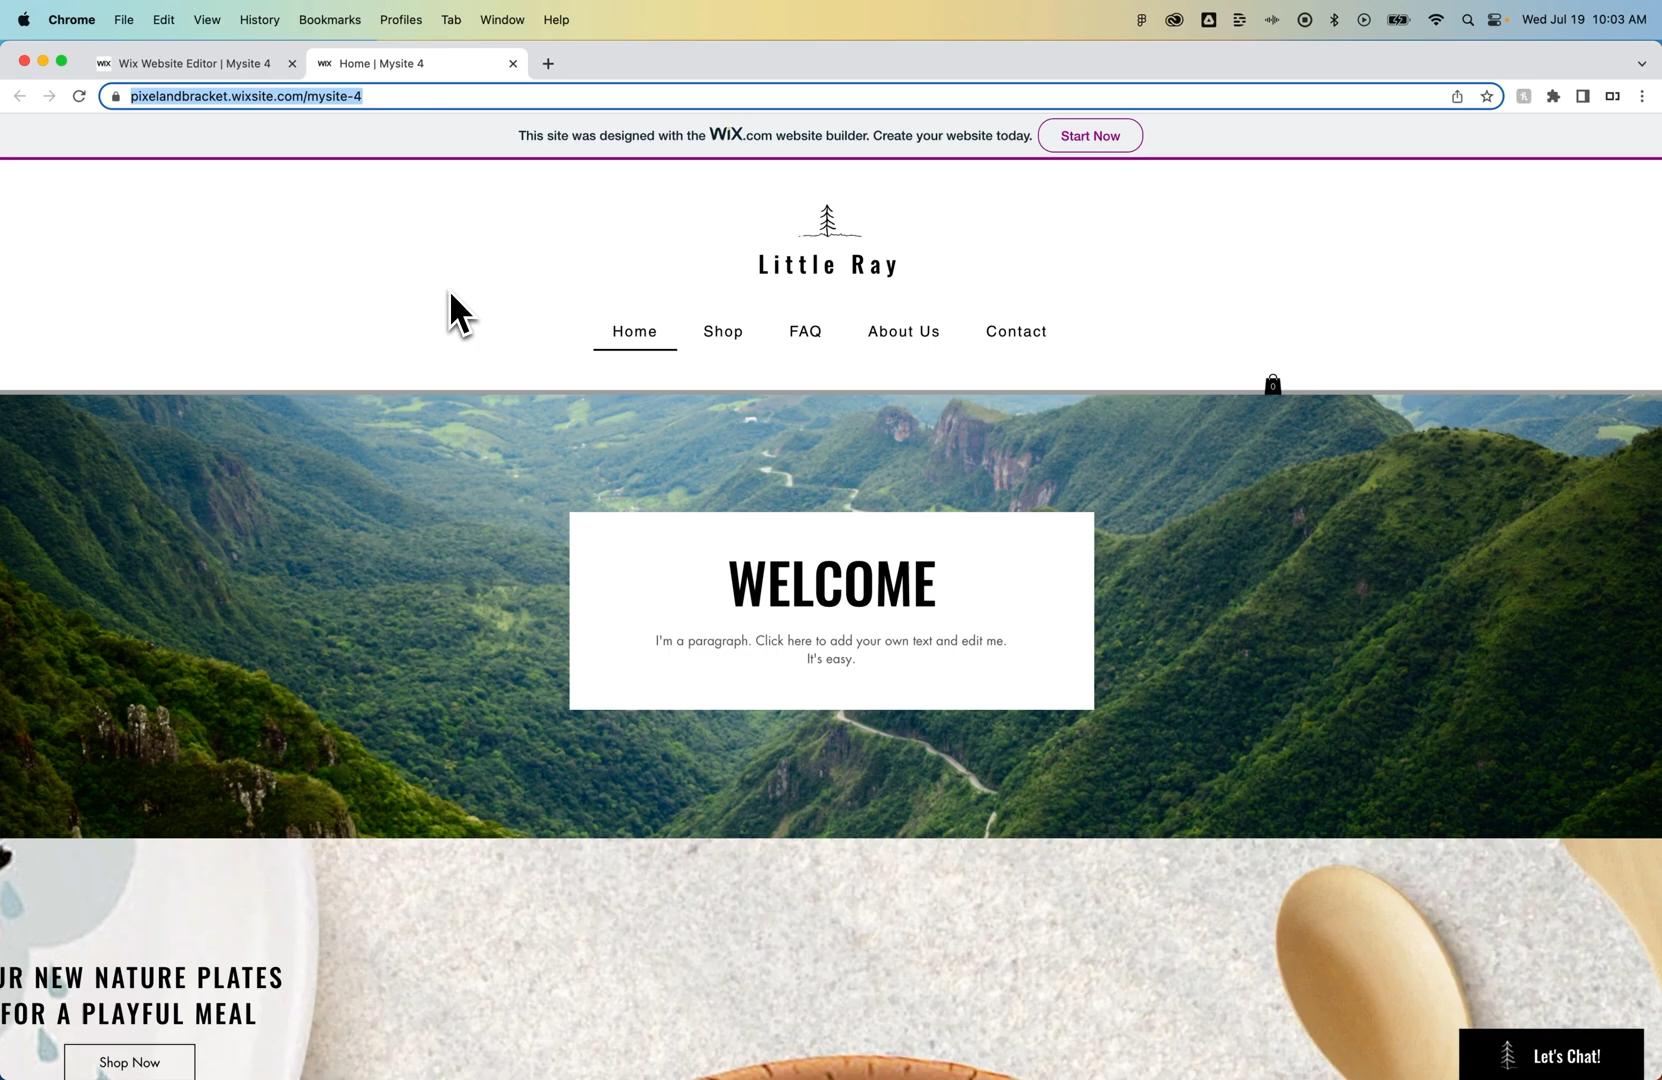 Chrome File Edit View History Bookmarks Profiles Tab Window Help Wed Jul 19 10:03 AM
WIX Wix Website Editor | Mysite 4 WIX Home | Mysite 4
pixelandbracket.wixsite.com/mysite-4
This site was designed with the WiX.com website builder. Create your website today. Start Now
Little Ray
Home Shop FAQ About Us Contact
0
WELCOME
I'm a paragraph. Click here to add your own text and edit me.
It's easy.
UR NEW NATURE PLATES
FOR A PLAYFUL MEAL
Shop Now
Let's Chat!